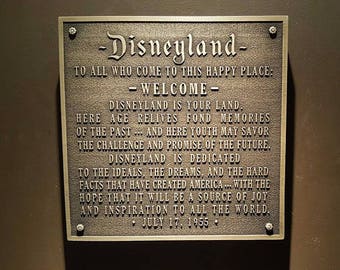 -Disneyland-
TO ALL WHO COME TO THIS HAPPY PLACE:
-WELCOME-
DISNEYLAND IS YOUR LAND.
HERE AGE RELIVES FOND MEMORIES
OF THE PAST ... AND HERE YOUTH MAY SAVOR
THE CHALLENGE AND PROMISE OF THE FUTURE.
DISNEYLAND IS DEDICATED
TO THE IDEALS, THE DREAMS, AND THE HARD
FACTS THAT HAVE CREATED AMERICA ... WITH THE
HOPE THAT IT WILL BE A SOURCE OF JOY
AND INSPIRATION TO ALL THE WORLD.
• JULY 17, 1955 •